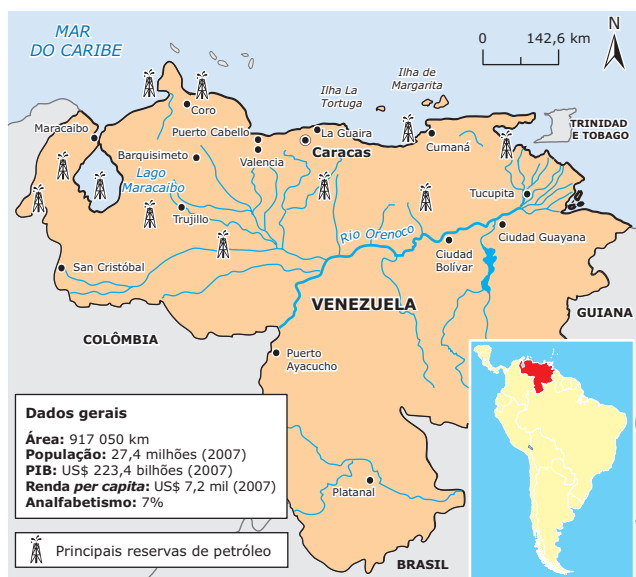 MAR
DO CARIBE
0 142,6 km
N
Ilha La
Tortuga
Ilha de
Margarita
Coro
Maracaibo
Puerto Cabello
La Guaira
TRINIDAD
E TOBAGO
Barquisimeto
Valencia
Caracas
Cumaná
Lago
Maracaibo
Trujillo
Tucupita
Rio Orenoco
San Cristóbal
Ciudad
Bolívar
Ciudad Guayana
VENEZUELA
GUIANA
COLÔMBIA
Puerto
Ayacucho
Dados gerais
Área: 917 050 km
População: 27,4 milhões (2007)
PIB: US$ 223,4 bilhões (2007)
Renda per capita: US$ 7,2 mil (2007)
Analfabetismo: 7%
Platanal
Principais reservas de petróleo
BRASIL